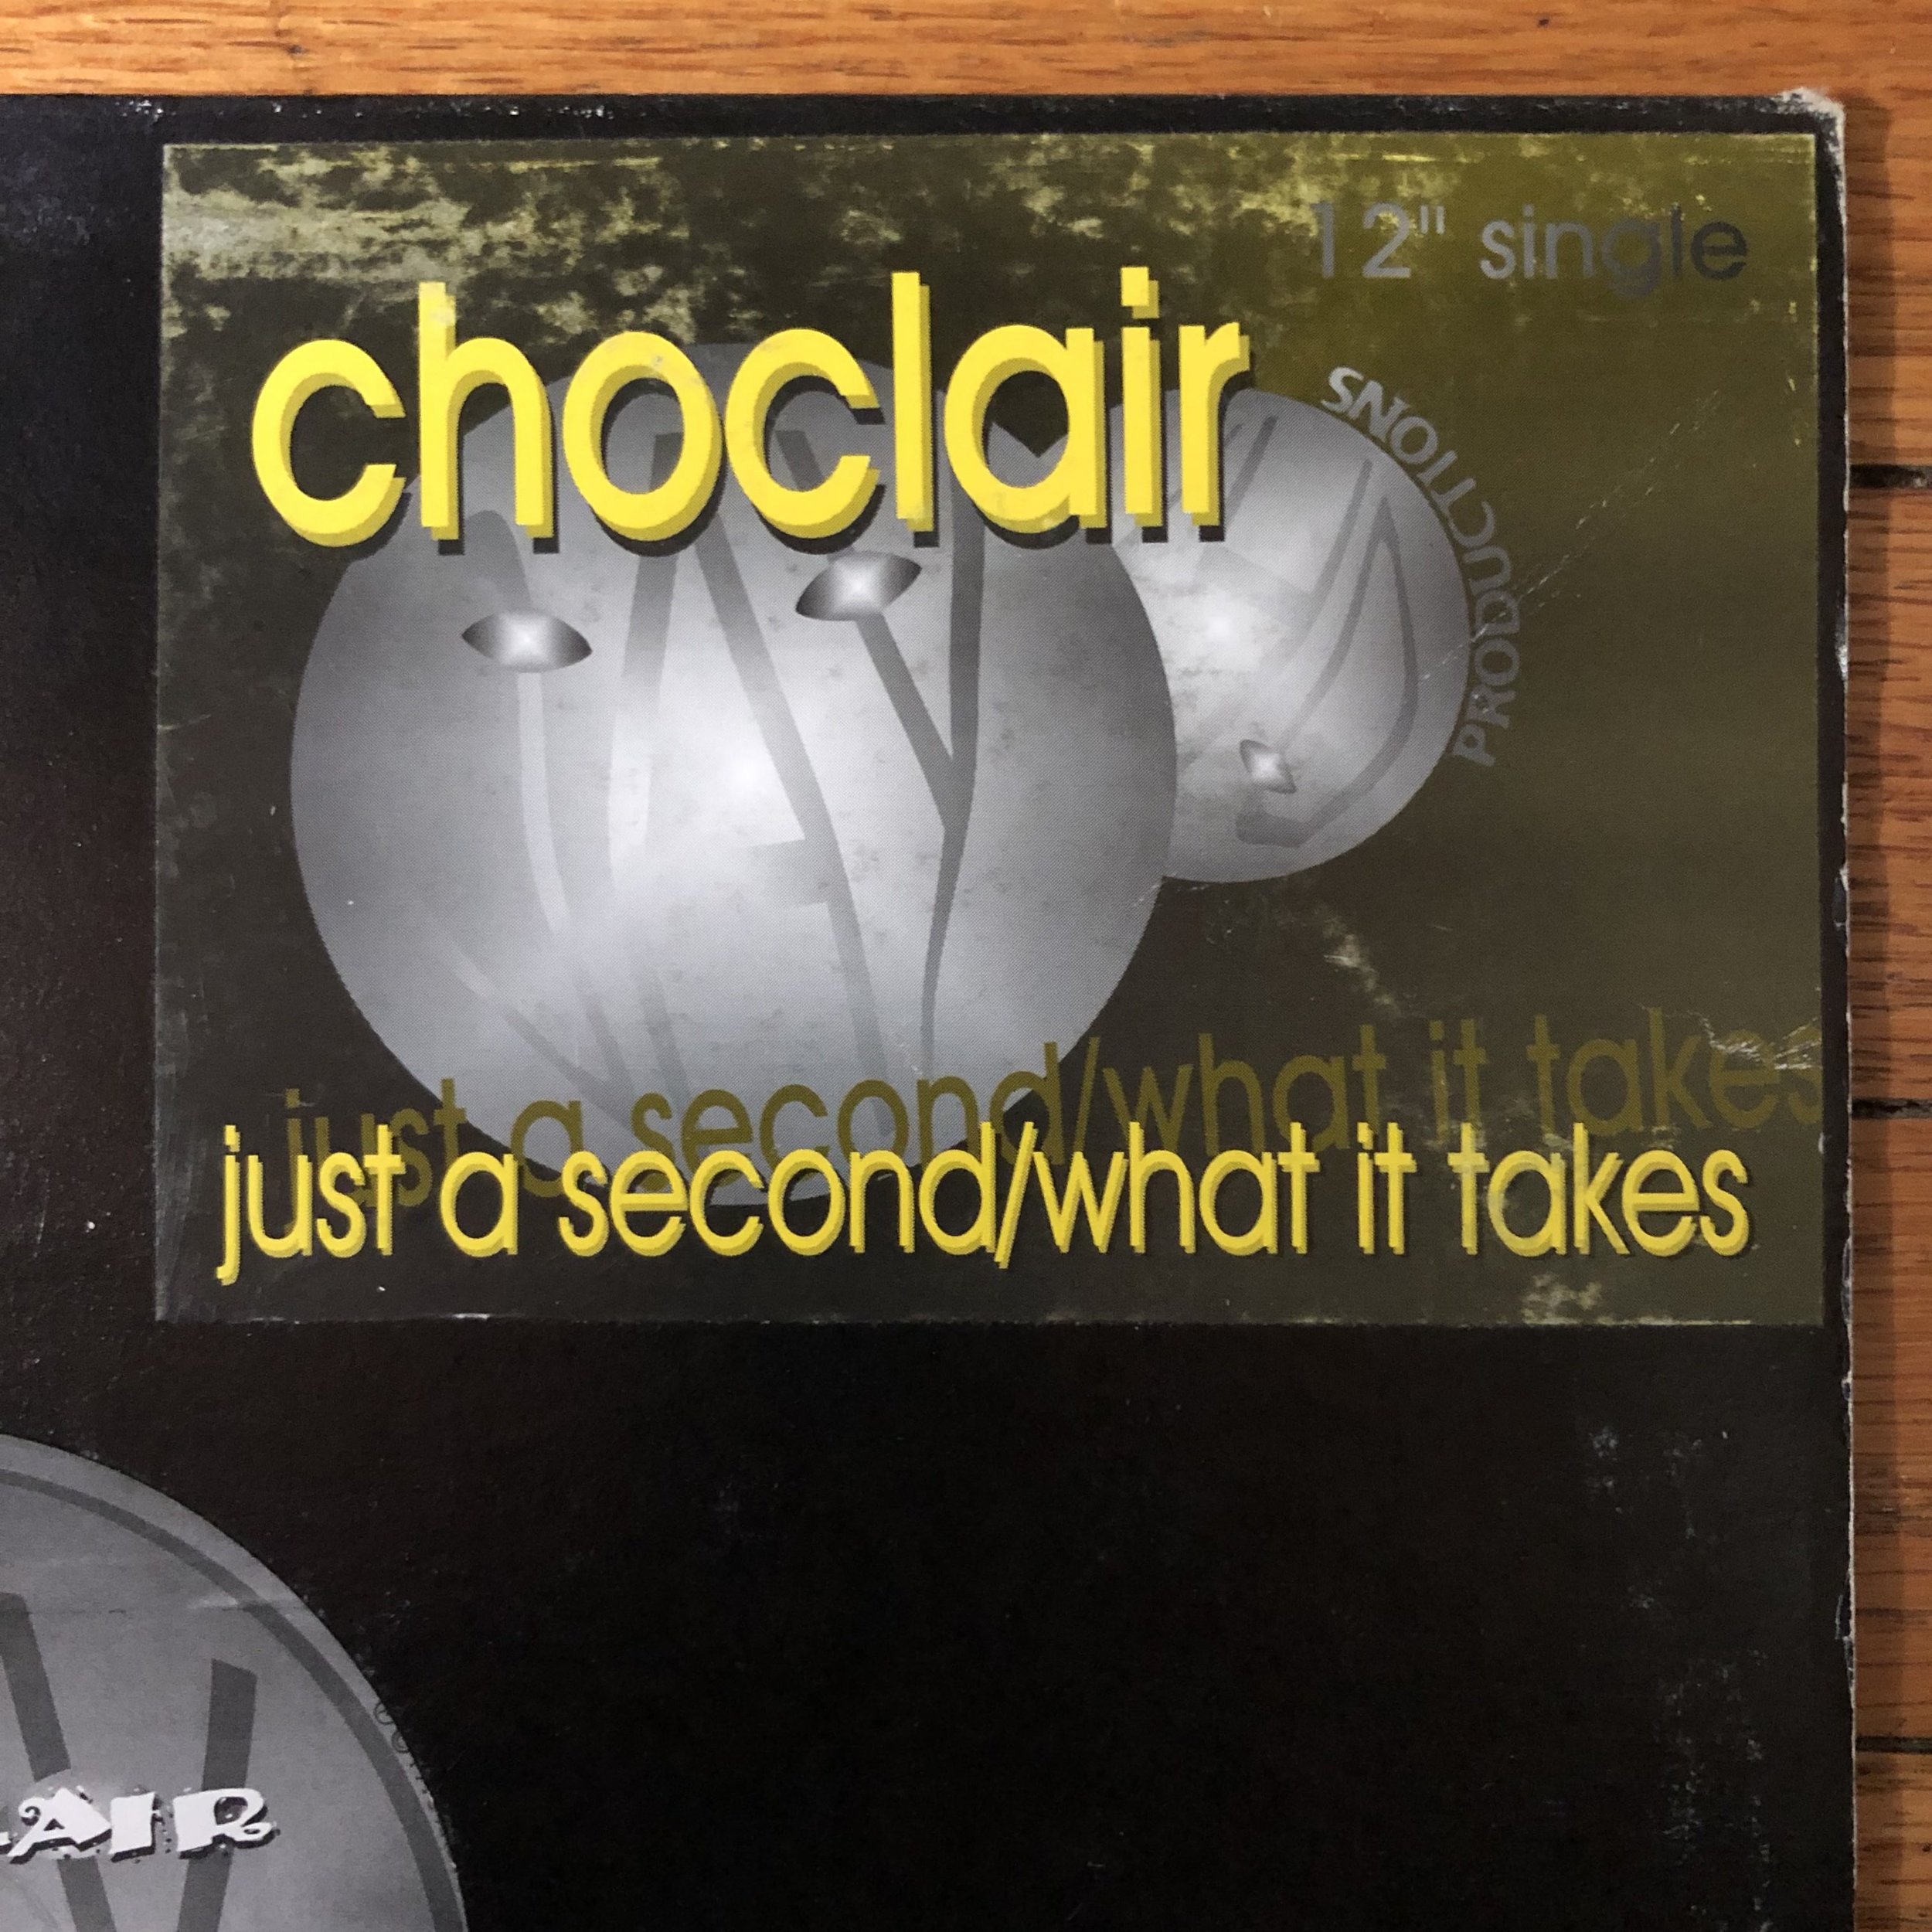 12" single
choclair
PRODUCTIONS
just a second/what it takes
just a second/what it takes
AIR